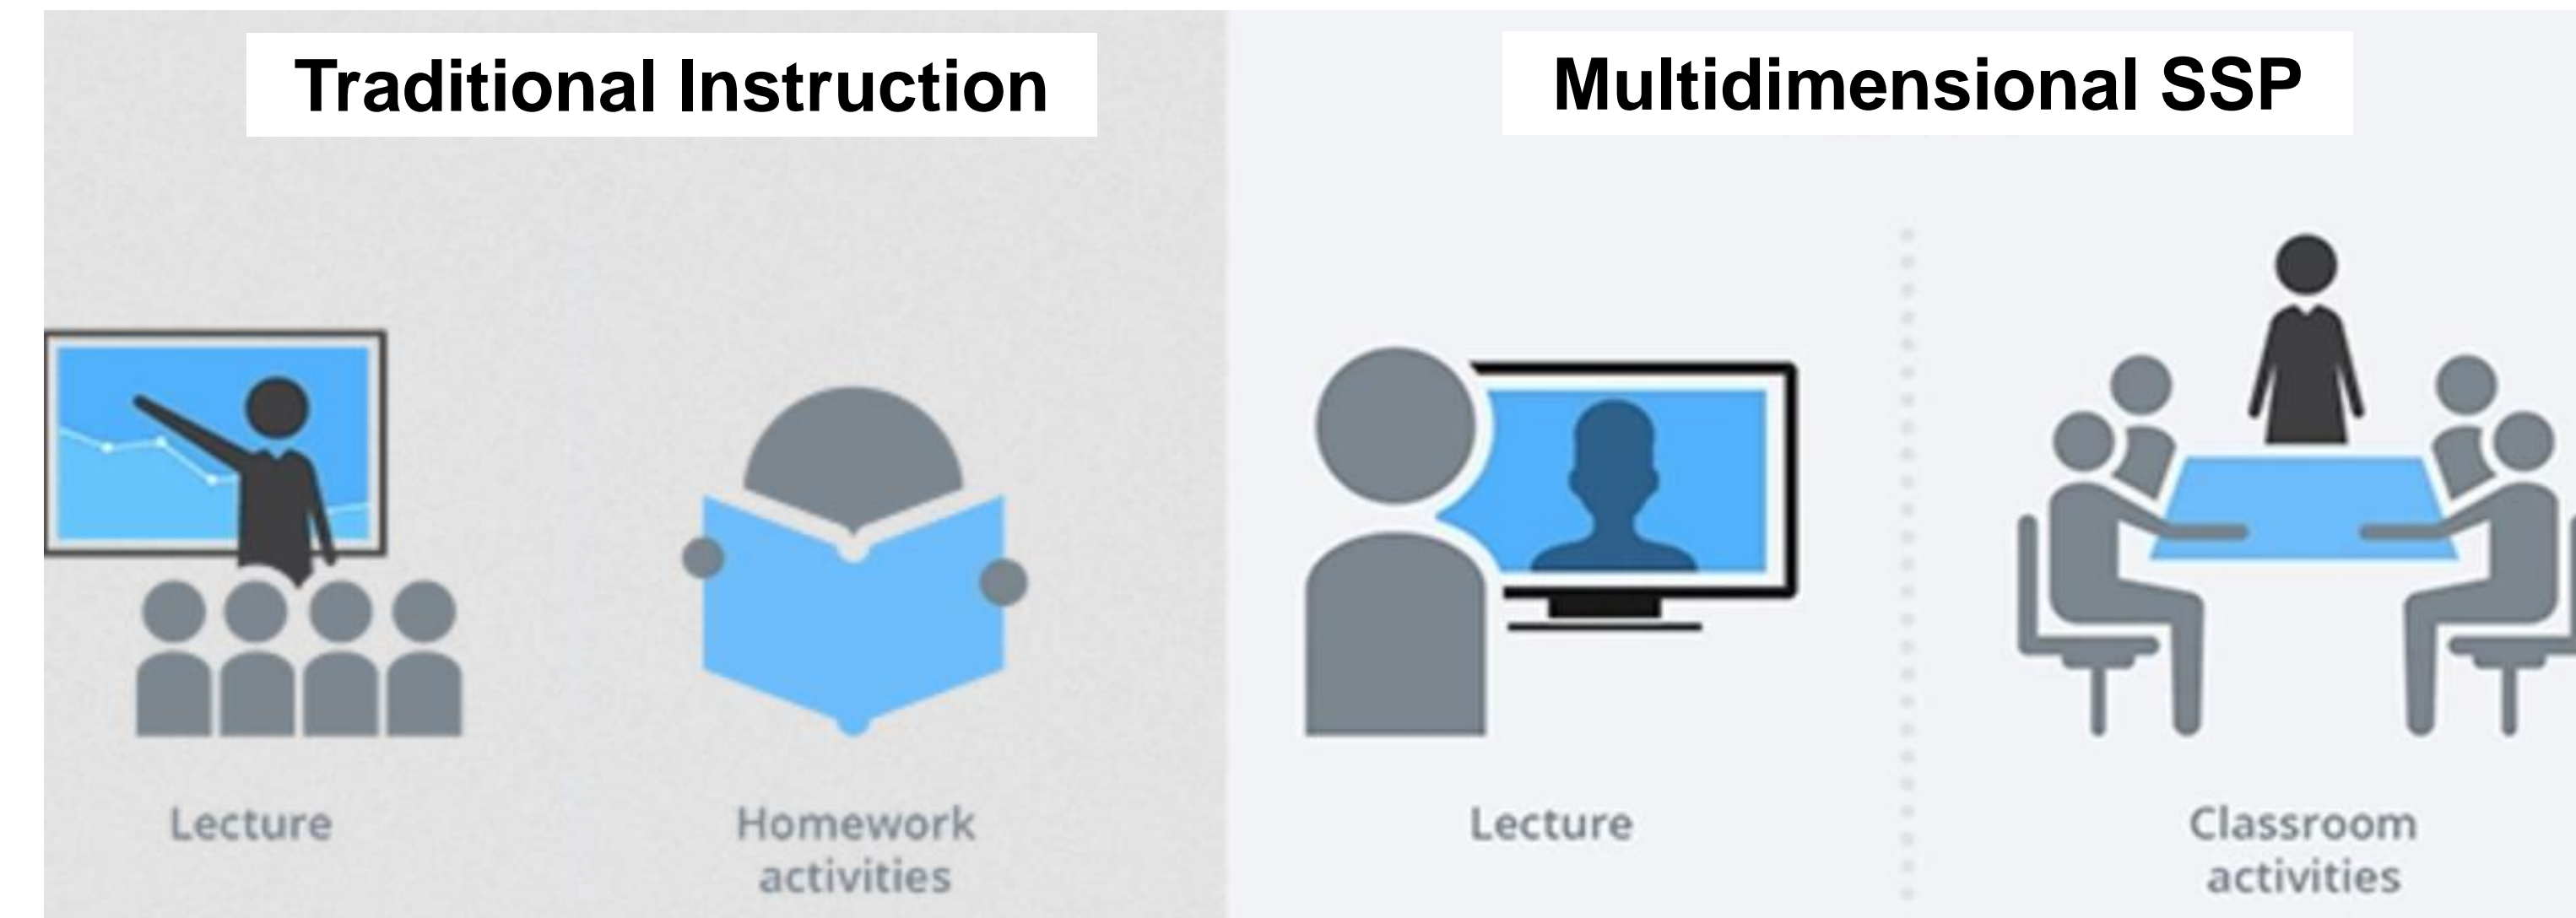 Traditional Instruction
Lecture
Homework
activities
Multidimensional SSP
Lecture
Classroom
activities